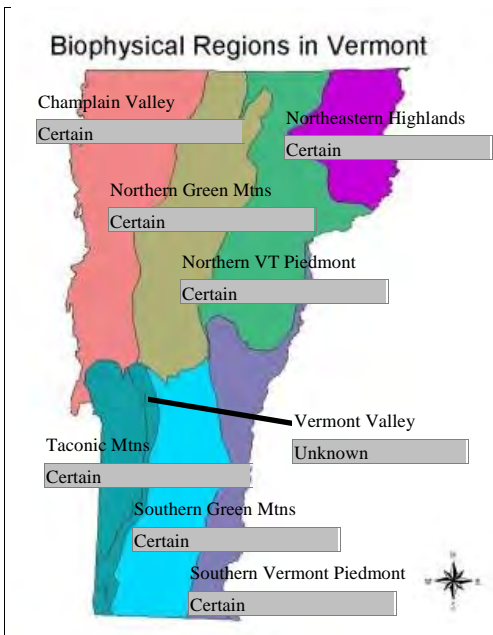 Biophysical Regions in Vermont
Champlain Valley
Certain
Northeastern Highlands
Certain
Northern Green Mtns
Certain
Northern VT Piedmont
Certain
Vermont Valley
Unknown
Taconic Mtns
Certain
Southern Green Mtns
Certain
Southern Vermont Piedmont
Certain